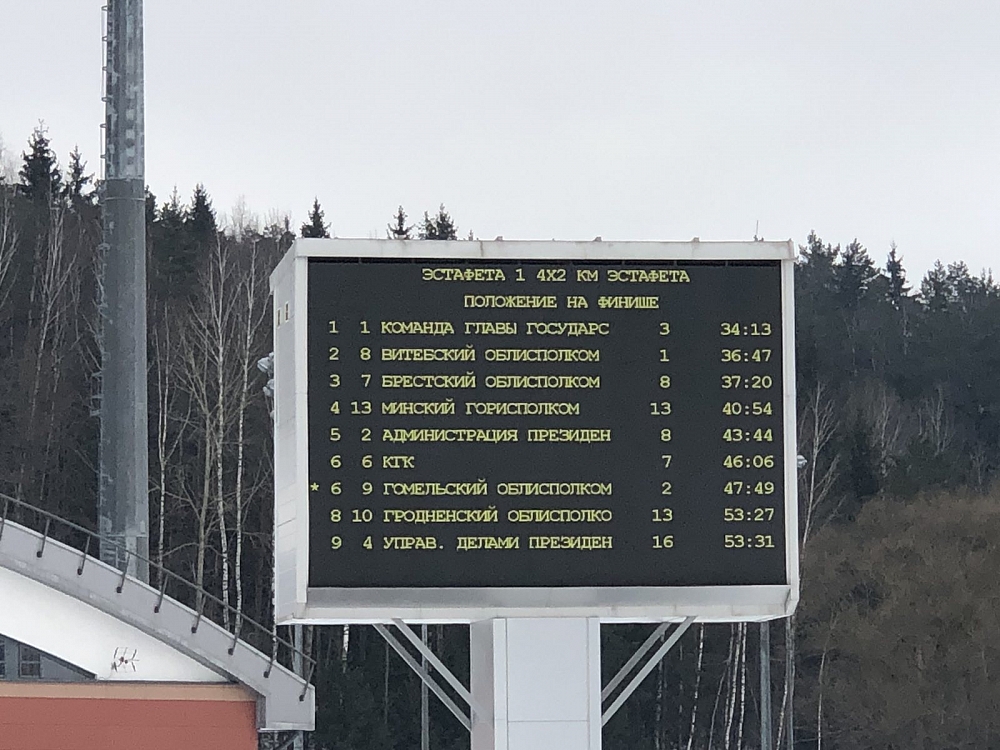 ЭСТАФЕТА 1 4X2 КМ ЭСТАФЕТА
ПОЛОЖЕНИЕ НА ФИНИШЕ
1 1 КОМАНДА ГЛАВЫ ГОСУДАРС 3 34:13
2 8 ВИТЕБСКИЙ ОБЛИСПОЛКОМ 1 36:47
3 7 БРЕСТСКИЙ ОБЛИСПОЛКОМ 8 37:20
4 13 МИНСКИЙ ГОРИСПОЛКОМ 13 40:54
5 2 АДМИНИСТРАЦИЯ ПРЕЗИДЕН 8 43:44
6 6 КГК 7 46:06
* 6 9 ГОМЕЛЬСКИЙ ОБЛИСПОЛКОМ 2 47:49
8 10 ГРОДНЕНСКИЙ ОБЛИСПОЛКО 13 53:27
9 4 УПРАВ. ДЕЛАМИ ПРЕЗИДЕН 16 53:31